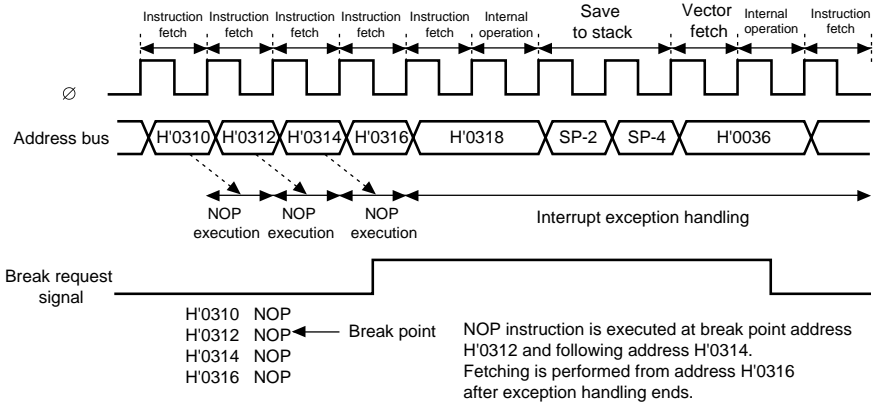 Instruction fetch
Instruction fetch
Instruction fetch
Instruction fetch
Instruction fetch
Internal operation
Save to stack
Vector fetch
Internal operation
Instruction fetch
∅
Address bus
H'0310
H'0312
H'0314
H'0316
H'0318
SP-2
SP-4
H'0036
NOP execution
NOP execution
NOP execution
Interrupt exception handling
Break request
signal
H'0310 NOP
H'0312 NOP
Break point
H'0314 NOP
H'0316 NOP
NOP instruction is executed at break point address
H'0312 and following address H'0314.
Fetching is performed from address H'0316
after exception handling ends.